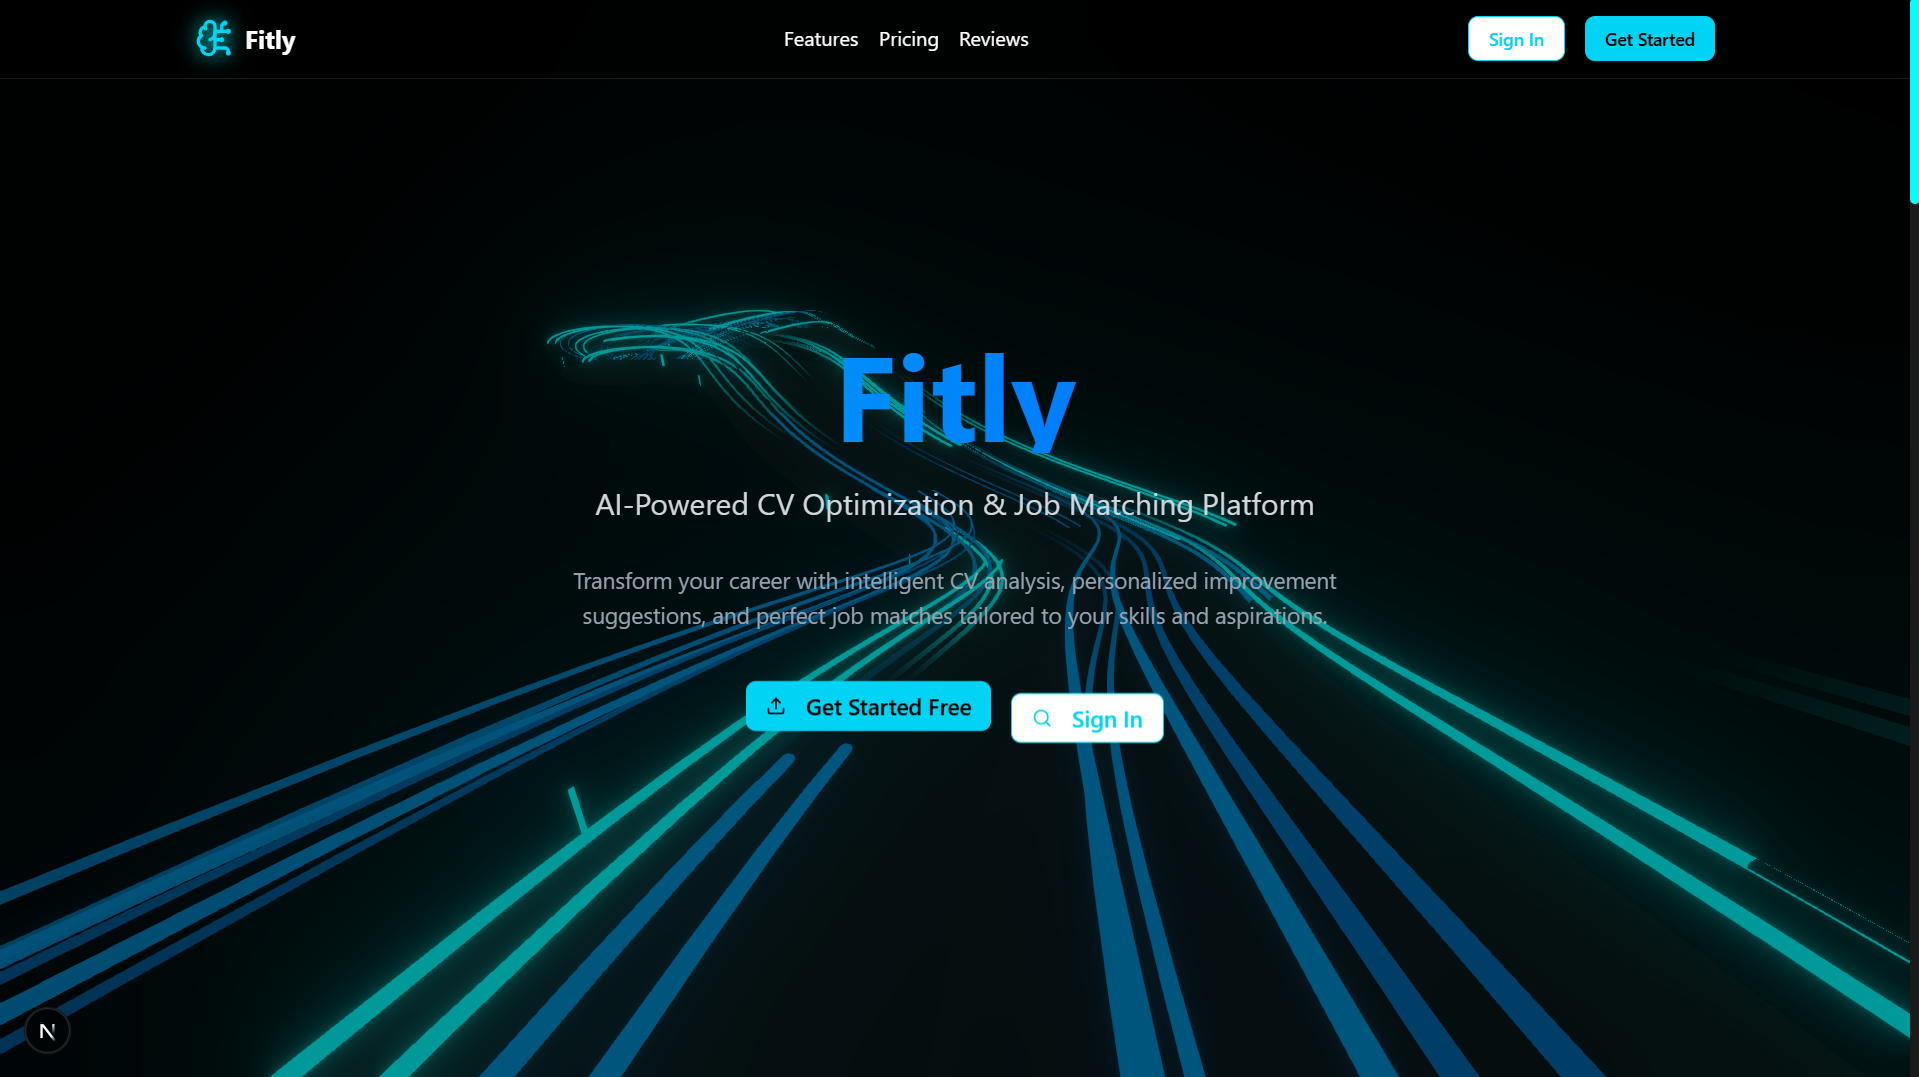 Fitly
Features
Pricing
Reviews
Sign In
Get Started
Fitly
AI-Powered CV Optimization & Job Matching Platform
Transform your career with intelligent CV analysis, personalized improvement
suggestions, and perfect job matches tailored to your skills and aspirations.
Get Started Free
Sign In
N